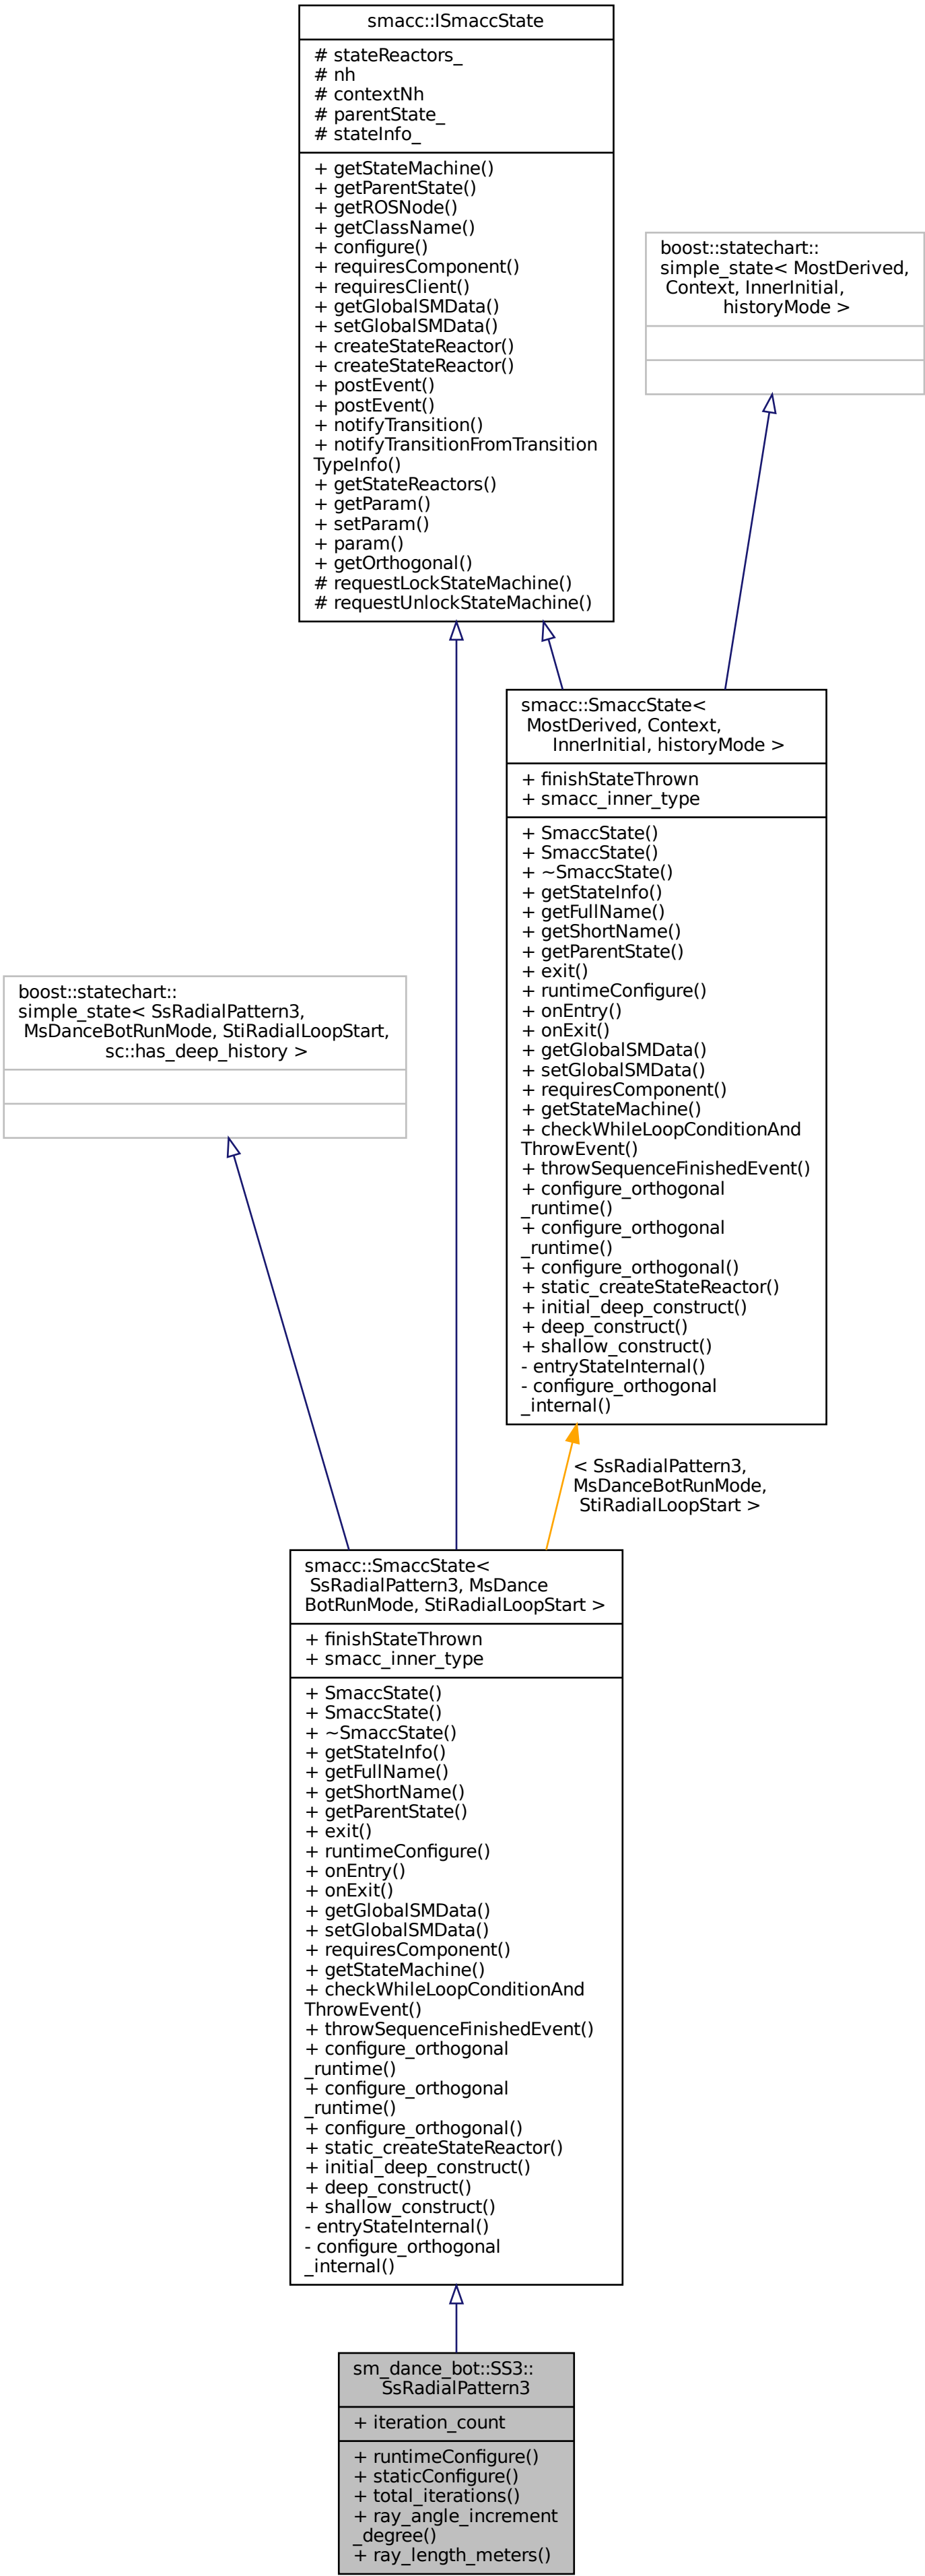 smacc::ISmaccState
# stateReactors_
# nh
# contextNh
# parentState_
# stateInfo_
+ getStateMachine()
+ getParentState()
+ getROSNode()
+ getClassName()
+ configure()
+ requiresComponent()
+ requiresClient()
+ getGlobalSMData()
+ setGlobalSMData()
+ createStateReactor()
+ createStateReactor()
+ postEvent()
+ postEvent()
+ notifyTransition()
+ notifyTransitionFromTransition
TypeInfo()
+ getStateReactors()
+ getParam()
+ setParam()
+ param()
+ getOrthogonal()
# requestLockStateMachine()
# requestUnlockStateMachine()
boost::statechart::
simple_state< MostDerived,
Context, InnerInitial,
historyMode >
smacc::SmaccState<
MostDerived, Context,
InnerInitial, historyMode >
+ finishStateThrown
+ smacc_inner_type
+ SmaccState()
+ SmaccState()
+ ~SmaccState()
+ getStateInfo()
+ getFullName()
+ getShortName()
+ getParentState()
+ exit()
+ runtimeConfigure()
+ onEntry()
+ onExit()
+ getGlobalSMData()
+ setGlobalSMData()
+ requiresComponent()
+ getStateMachine()
+ checkWhileLoopConditionAnd
ThrowEvent()
+ throwSequenceFinishedEvent()
+ configure_orthogonal
_runtime()
+ configure_orthogonal
_runtime()
+ configure_orthogonal()
+ static_createStateReactor()
+ initial_deep_construct()
+ deep_construct()
+ shallow_construct()
- entryStateInternal()
- configure_orthogonal
_internal()
boost::statechart::
simple_state< SsRadialPattern3,
MsDanceBotRunMode, StiRadialLoopStart,
sc::has_deep_history >
< SsRadialPattern3,
MsDanceBotRunMode,
StiRadialLoopStart >
smacc::SmaccState<
SsRadialPattern3, MsDance
BotRunMode, StiRadialLoopStart >
+ finishStateThrown
+ smacc_inner_type
+ SmaccState()
+ SmaccState()
+ ~SmaccState()
+ getStateInfo()
+ getFullName()
+ getShortName()
+ getParentState()
+ exit()
+ runtimeConfigure()
+ onEntry()
+ onExit()
+ getGlobalSMData()
+ setGlobalSMData()
+ requiresComponent()
+ getStateMachine()
+ checkWhileLoopConditionAnd
ThrowEvent()
+ throwSequenceFinishedEvent()
+ configure_orthogonal
_runtime()
+ configure_orthogonal
_runtime()
+ configure_orthogonal()
+ static_createStateReactor()
+ initial_deep_construct()
+ deep_construct()
+ shallow_construct()
- entryStateInternal()
- configure_orthogonal
_internal()
sm_dance_bot::SS3::
SsRadialPattern3
+ iteration_count
+ runtimeConfigure()
+ staticConfigure()
+ total_iterations()
+ ray_angle_increment
_degree()
+ ray_length_meters()